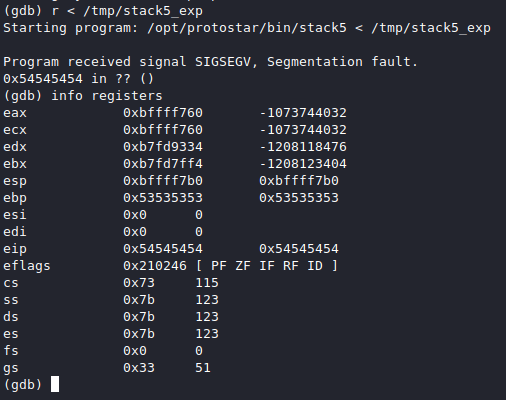 (gdb) r < /tmp/stack5_exp
Starting program: /opt/protostar/bin/stack5 < /tmp/stack5_exp
Program received signal SIGSEGV, Segmentation fault.
0x54545454 in ?? ()
(gdb) info registers
eax 0xbffff760 -1073744032
ecx 0xbffff760 -1073744032
edx 0xb7fd9334 -1208118476
ebx 0xb7fd7ff4 -1208123404
esp 0xbffff7b0 0xbffff7b0
ebp 0x53535353 0x53535353
esi 0x0 0
edi 0x0 0
eip 0x54545454 0x54545454
eflags 0x210246 [ PF ZF IF RF ID ]
cs 0x73 115
ss 0x7b 123
ds 0x7b 123
es 0x7b 123
fs 0x0 0
gs 0x33 51
(gdb)